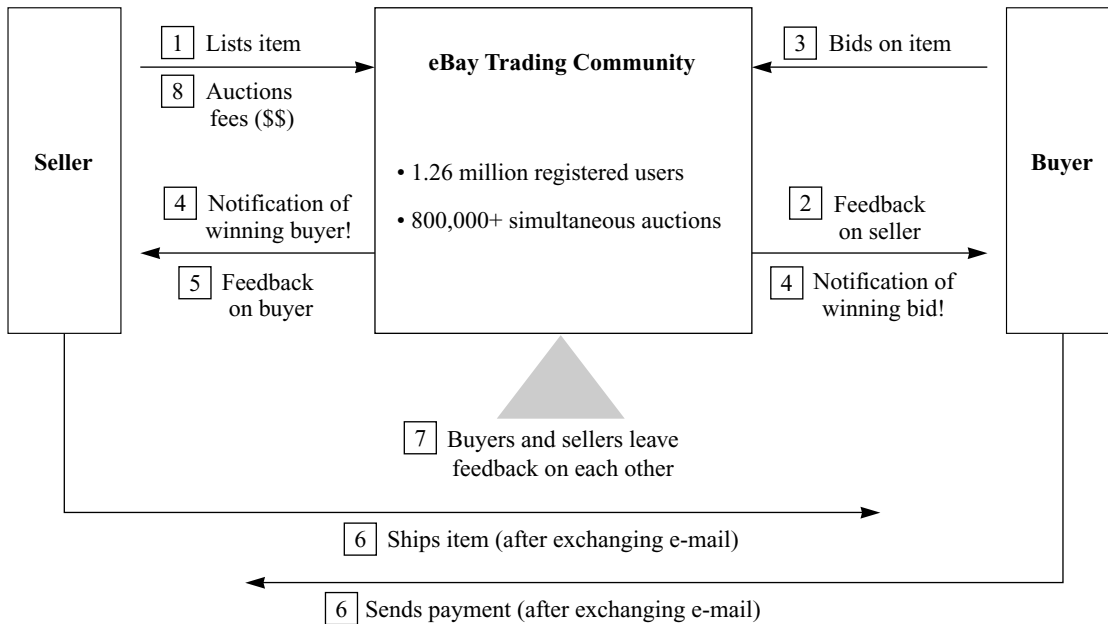 1 Lists item
8 Auctions
fees ($$)
Seller
4 Notification of
winning buyer!
5 Feedback
on buyer
eBay Trading Community
• 1.26 million registered users
• 800,000+ simultaneous auctions
3 Bids on item
2 Feedback
on seller
4 Notification of
winning bid!
Buyer
7 Buyers and sellers leave
feedback on each other
6 Ships item (after exchanging e-mail)
6 Sends payment (after exchanging e-mail)